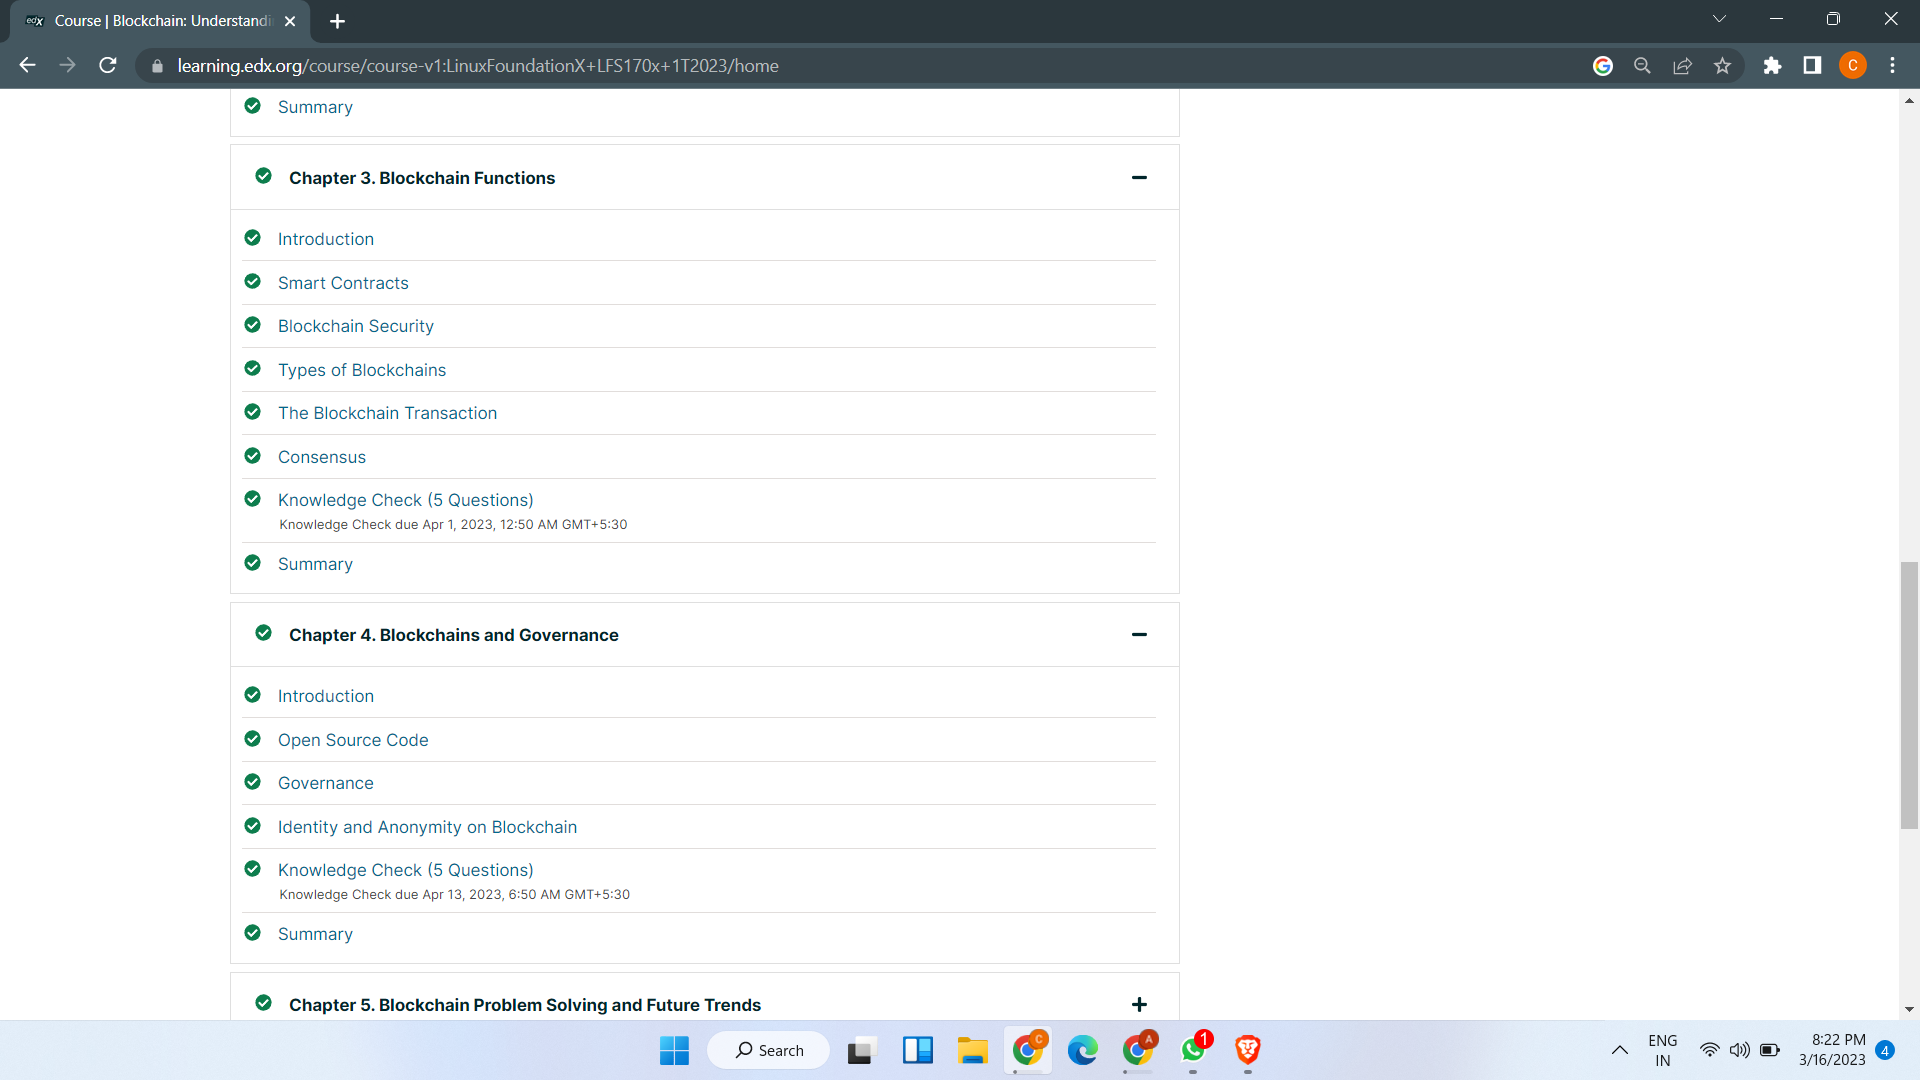 edX Course | Blockchain: Understandi
learning.edx.org/course/course-v1:LinuxFoundationX+LFS170x+1T2023/home
C
Summary
Chapter 3. Blockchain Functions
Introduction
Smart Contracts
Blockchain Security
Types of Blockchains
The Blockchain Transaction
Consensus
Knowledge Check (5 Questions)
Knowledge Check due Apr 1, 2023, 12:50 AM GMT+5:30
Summary
Chapter 4. Blockchains and Governance
Introduction
Open Source Code
Governance
Identity and Anonymity on Blockchain
Knowledge Check (5 Questions)
Knowledge Check due Apr 13, 2023, 6:50 AM GMT+5:30
Summary
Chapter 5. Blockchain Problem Solving and Future Trends
Search
C
A
1
ENG
IN
8:22 PM
3/16/2023
4